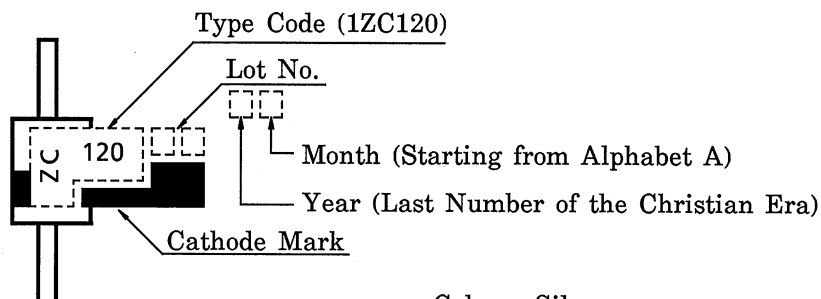 Type Code (1ZC120)
Lot No.
ZC 120
Month (Starting from Alphabet A)
Year (Last Number of the Christian Era)
Cathode Mark